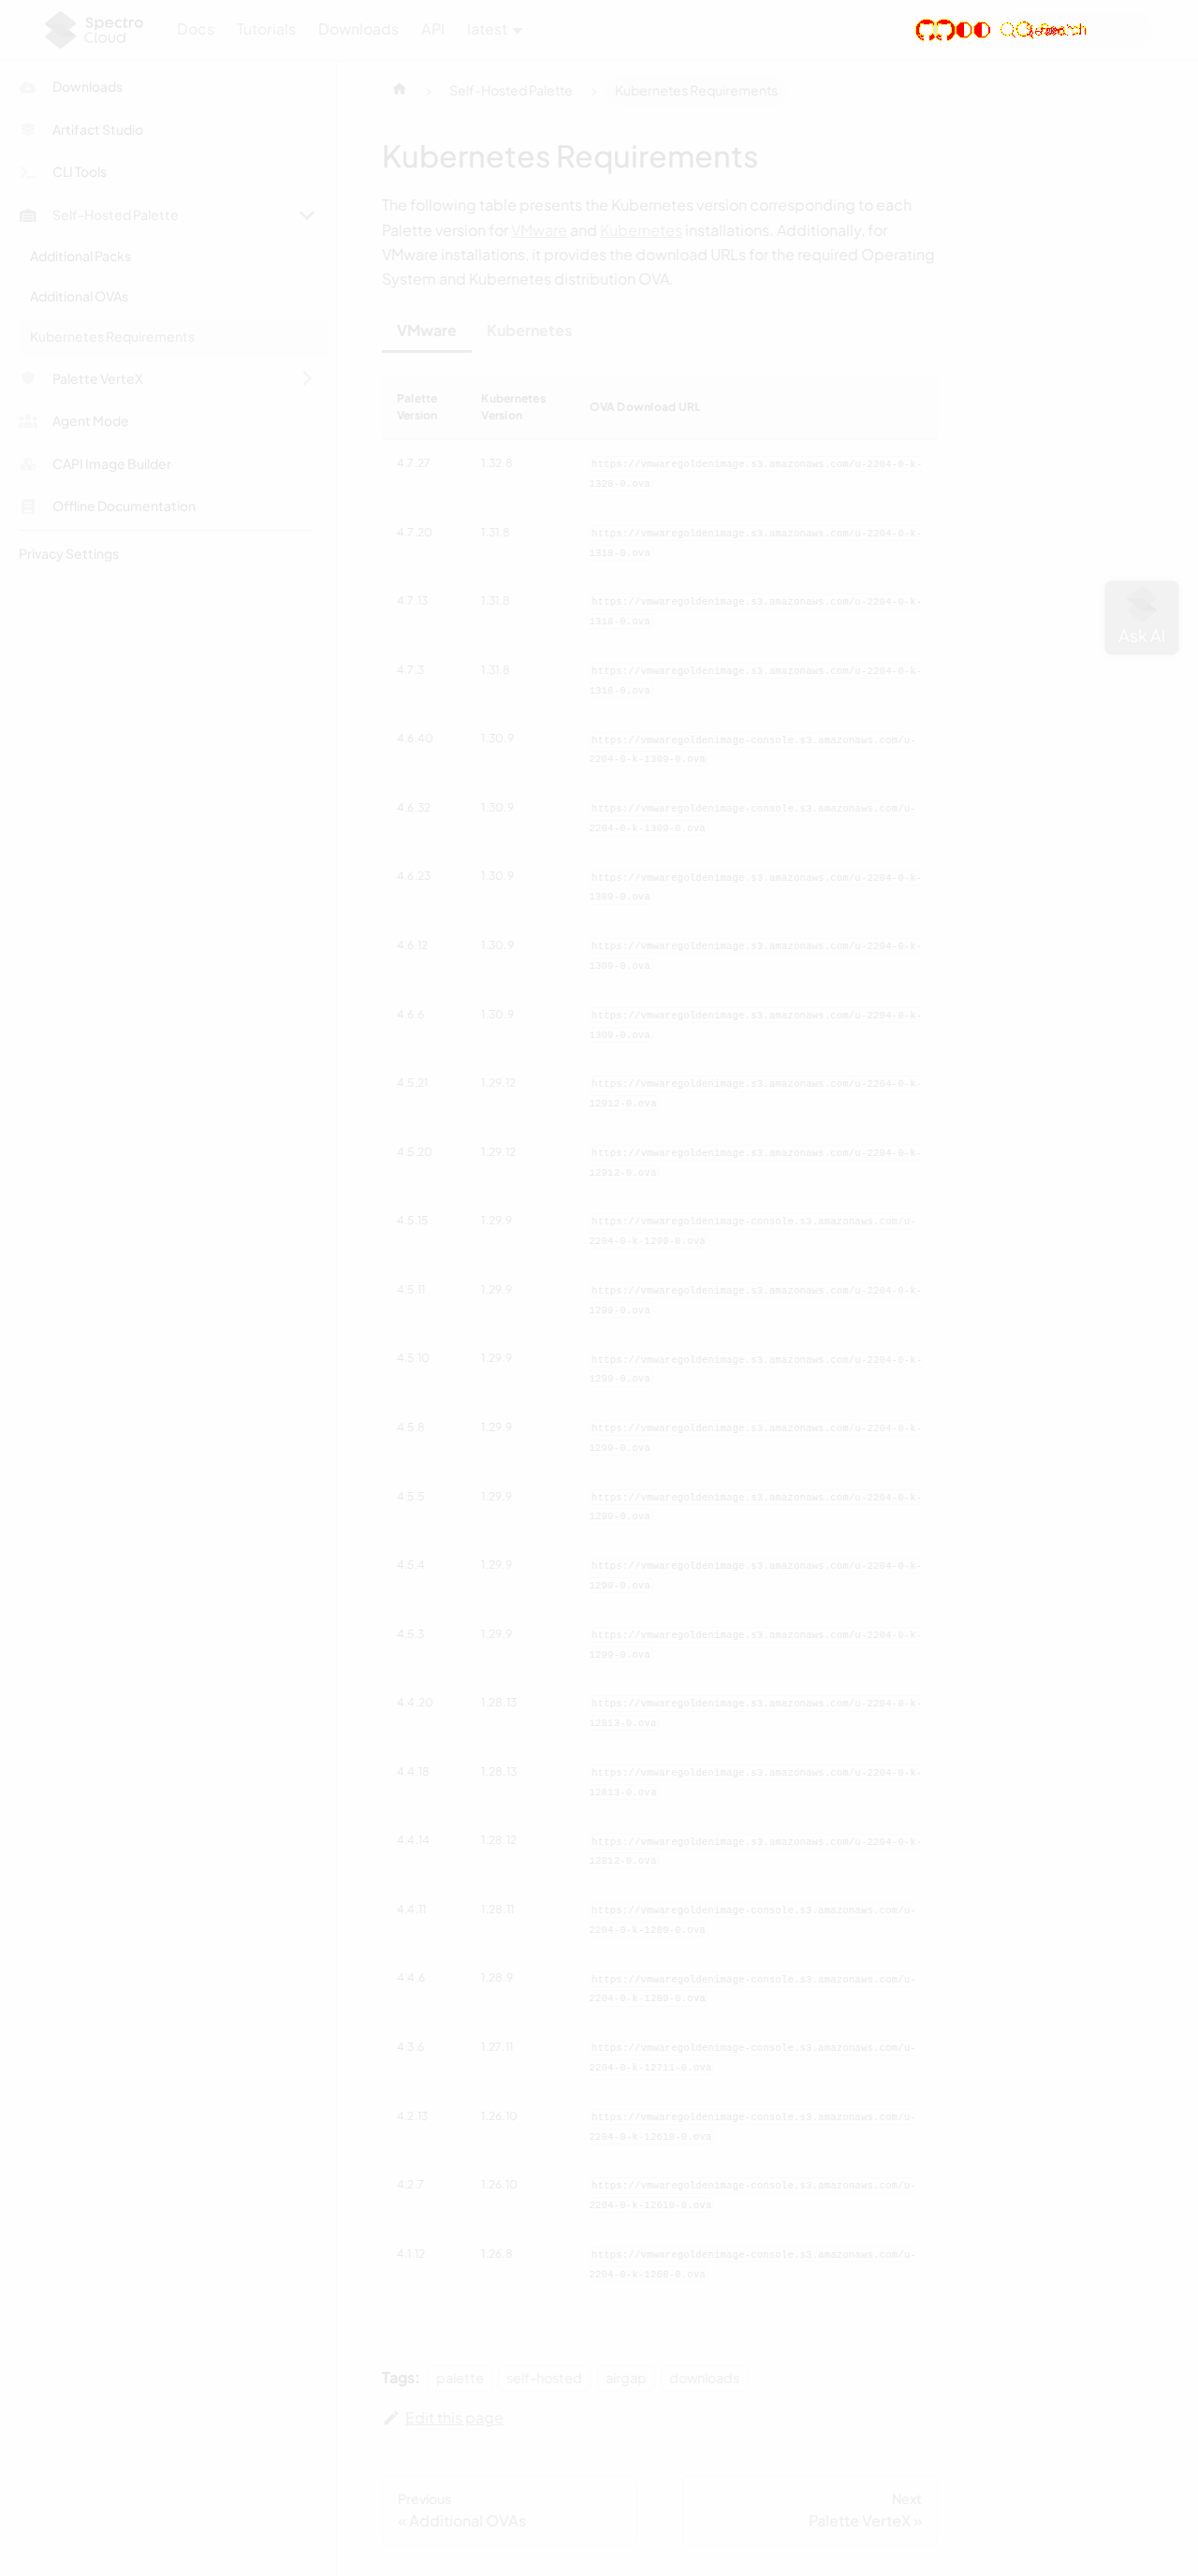 Spectro Cloud
Docs Tutorials Downloads API latest
Search
Downloads
Artifact Studio
CLI Tools
Self-Hosted Palette
Additional Packs
Additional OVAs
Kubernetes Requirements
Palette VerteX
Agent Mode
CAPI Image Builder
Offline Documentation
Privacy Settings
Self-Hosted Palette › Kubernetes Requirements
Kubernetes Requirements
The following table presents the Kubernetes version corresponding to each
Palette version for VMware and Kubernetes installations. Additionally, for
VMware installations, it provides the download URLs for the required Operating
System and Kubernetes distribution OVA.
VMware Kubernetes
Palette Version Kubernetes Version OVA Download URL
4.7.27 1.32.8 https://vmwaregoldenimage.s3.amazonaws.com/u-2204-0-k-
1328-0.ova
4.7.20 1.31.8 https://vmwaregoldenimage.s3.amazonaws.com/u-2204-0-k-
1318-0.ova
4.7.13 1.31.8 https://vmwaregoldenimage.s3.amazonaws.com/u-2204-0-k-
1318-0.ova
4.7.3 1.31.8 https://vmwaregoldenimage.s3.amazonaws.com/u-2204-0-k-
1318-0.ova
4.6.40 1.30.9 https://vmwaregoldenimage-console.s3.amazonaws.com/u-
2204-0-k-1309-0.ova
4.6.32 1.30.9 https://vmwaregoldenimage-console.s3.amazonaws.com/u-
2204-0-k-1309-0.ova
4.6.23 1.30.9 https://vmwaregoldenimage.s3.amazonaws.com/u-2204-0-k-
1309-0.ova
4.6.12 1.30.9 https://vmwaregoldenimage.s3.amazonaws.com/u-2204-0-k-
1309-0.ova
4.6.6 1.30.9 https://vmwaregoldenimage.s3.amazonaws.com/u-2204-0-k-
1309-0.ova
4.5.21 1.29.12 https://vmwaregoldenimage.s3.amazonaws.com/u-2204-0-k-
12912-0.ova
4.5.20 1.29.12 https://vmwaregoldenimage.s3.amazonaws.com/u-2204-0-k-
12912-0.ova
4.5.15 1.29.9 https://vmwaregoldenimage-console.s3.amazonaws.com/u-
2204-0-k-1299-0.ova
4.5.11 1.29.9 https://vmwaregoldenimage.s3.amazonaws.com/u-2204-0-k-
1299-0.ova
4.5.10 1.29.9 https://vmwaregoldenimage.s3.amazonaws.com/u-2204-0-k-
1299-0.ova
4.5.8 1.29.9 https://vmwaregoldenimage.s3.amazonaws.com/u-2204-0-k-
1299-0.ova
4.5.5 1.29.9 https://vmwaregoldenimage.s3.amazonaws.com/u-2204-0-k-
1299-0.ova
4.5.4 1.29.9 https://vmwaregoldenimage.s3.amazonaws.com/u-2204-0-k-
1299-0.ova
4.5.3 1.29.9 https://vmwaregoldenimage.s3.amazonaws.com/u-2204-0-k-
1299-0.ova
4.4.20 1.28.13 https://vmwaregoldenimage.s3.amazonaws.com/u-2204-0-k-
12813-0.ova
4.4.18 1.28.13 https://vmwaregoldenimage.s3.amazonaws.com/u-2204-0-k-
12813-0.ova
4.4.14 1.28.12 https://vmwaregoldenimage.s3.amazonaws.com/u-2204-0-k-
12812-0.ova
4.4.11 1.28.11 https://vmwaregoldenimage-console.s3.amazonaws.com/u-
2204-0-k-1289-0.ova
4.4.6 1.28.9 https://vmwaregoldenimage-console.s3.amazonaws.com/u-
2204-0-k-1289-0.ova
4.3.6 1.27.11 https://vmwaregoldenimage-console.s3.amazonaws.com/u-
2204-0-k-12711-0.ova
4.2.13 1.26.10 https://vmwaregoldenimage-console.s3.amazonaws.com/u-
2204-0-k-12610-0.ova
4.2.7 1.26.10 https://vmwaregoldenimage-console.s3.amazonaws.com/u-
2204-0-k-12610-0.ova
4.1.12 1.26.8 https://vmwaregoldenimage-console.s3.amazonaws.com/u-
2204-0-k-1268-0.ova
Ask AI
Tags: palette self-hosted airgap downloads
Edit this page
Previous
« Additional OVAs
Next
Palette VerteX »